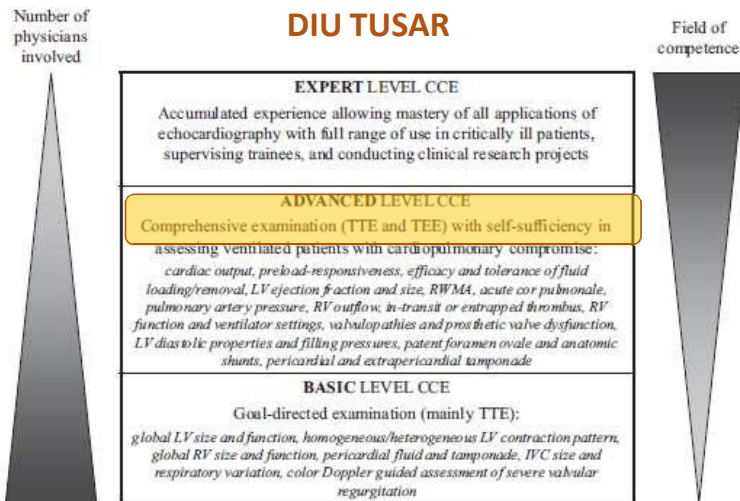 Number of
physicians
involved
DIU TUSAR
Field of
competence
EXPERT LEVEL CCE
Accumulated experience allowing mastery of all applications of
echocardiography with full range of use in critically ill patients,
supervising trainees, and conducting clinical research projects
ADVANCED LEVEL CCE
Comprehensive examination (TTE and TEE) with self-sufficiency in
assessing ventilated patients with cardiopulmonary compromise:
cardiac output, preload-responsiveness, efficacy and tolerance of fluid
loading/removal, LV ejection fraction and size, RWMA, acute cor pulmonale,
pulmonary artery pressure, RV outflow, in-transit or entrapped thrombus, RV
function and ventilator settings, valvulopathies and prosthetic valve dysfunction,
LV diastolic properties and filling pressures, patent foramen ovale and anatomic
shunts, pericardial and extrapericardial tamponade
BASIC LEVEL CCE
Goal-directed examination (mainly TTE):
global LV size and function, homogeneous/heterogeneous LV contraction pattern,
global RV size and function, pericardial fluid and tamponade, IVC size and
respiratory variation, color Doppler guided assessment of severe valvular
regurgitation